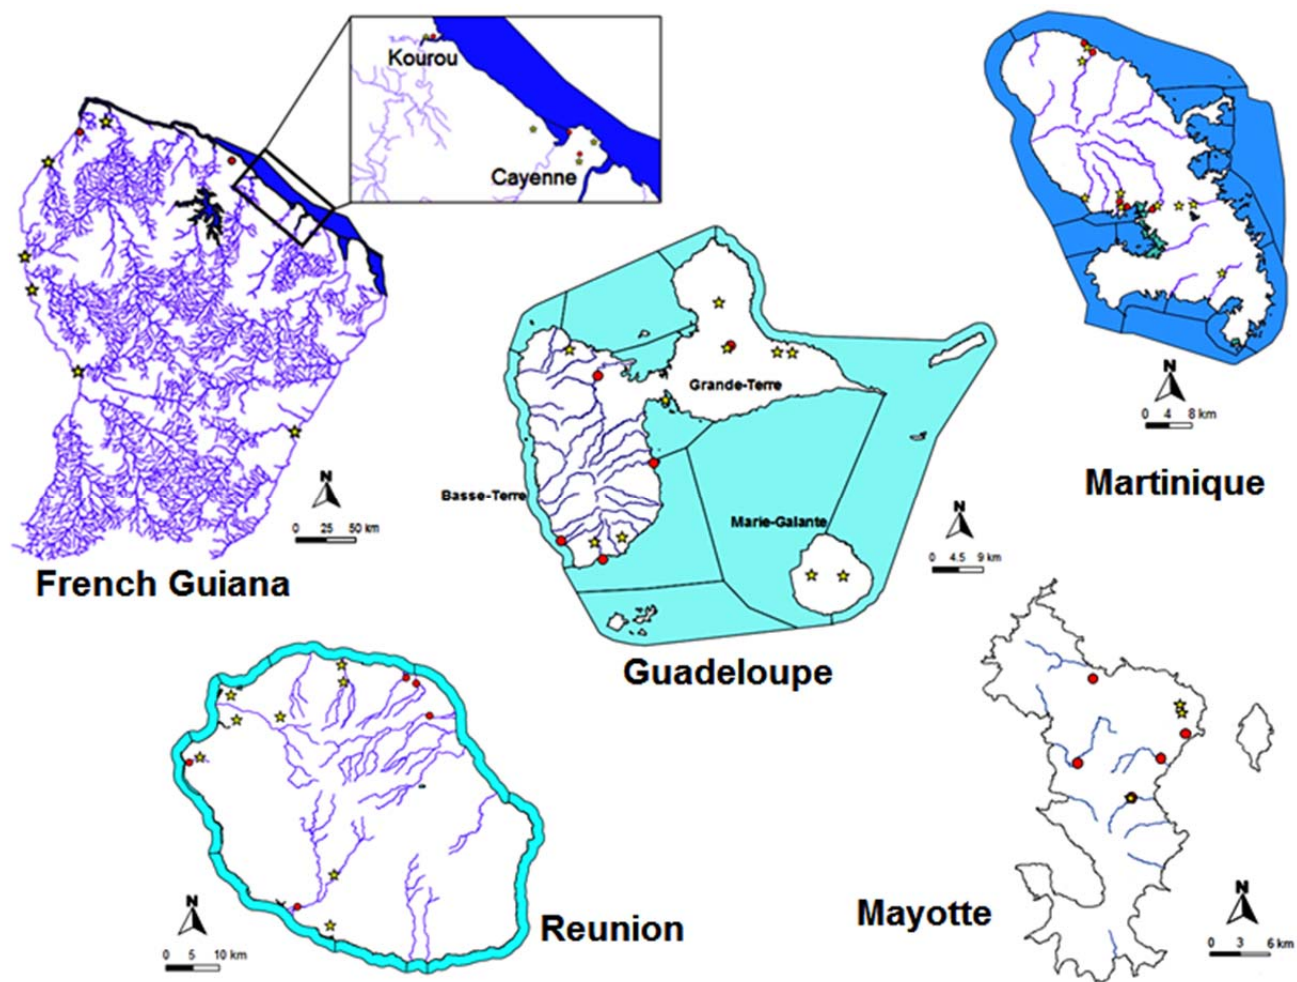 Kourou
Cayenne
N
0 25 50 km
French Guiana
N
0 4 8 km
Martinique
Grande-Terre
Basse-Terre
Marie-Galante
N
0 4.5 9 km
Guadeloupe
N
0 5 10 km
Reunion
Mayotte
N
0 3 6 km